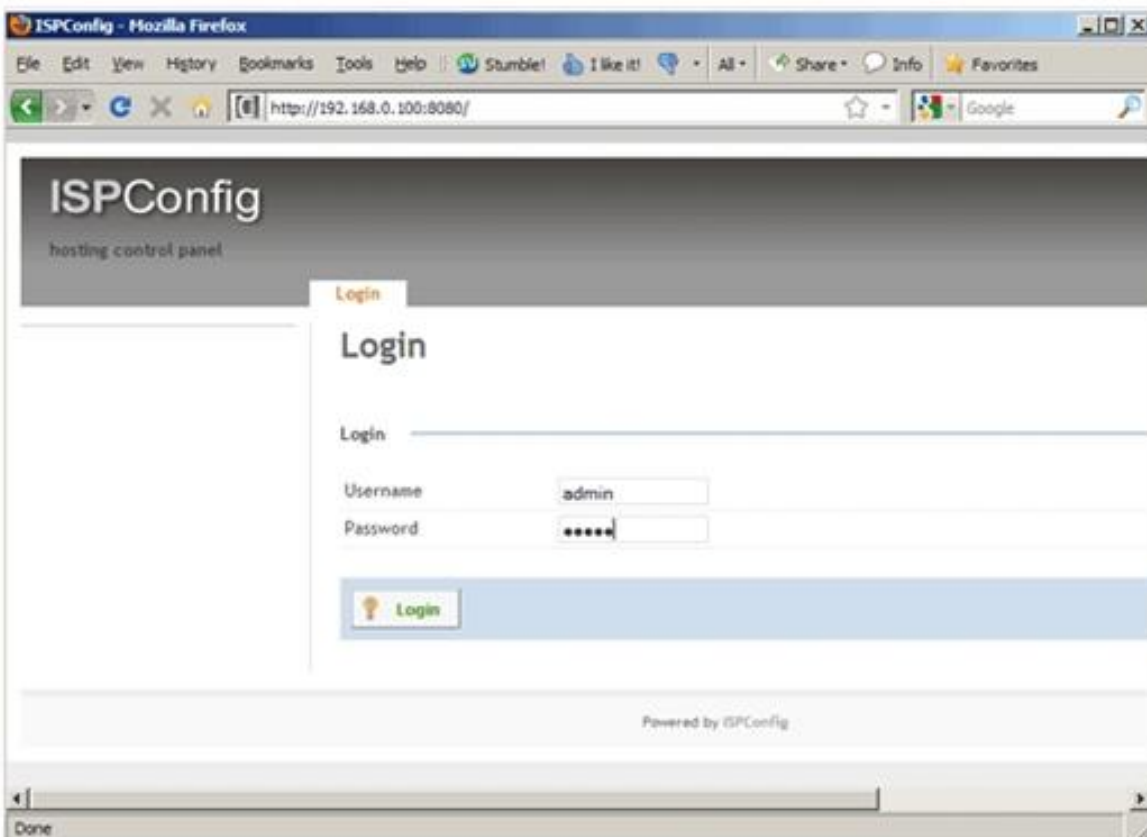 ISPConfig - Mozilla Firefox
File Edit View History Bookmarks Tools Help Stumble! I like it! All Share Info Favorites
http://192.168.0.100:8080/ Google
ISPConfig
hosting control panel
Login
Login
Login
Username admin
Password •••••
Login
Powered by ISPConfig
Done